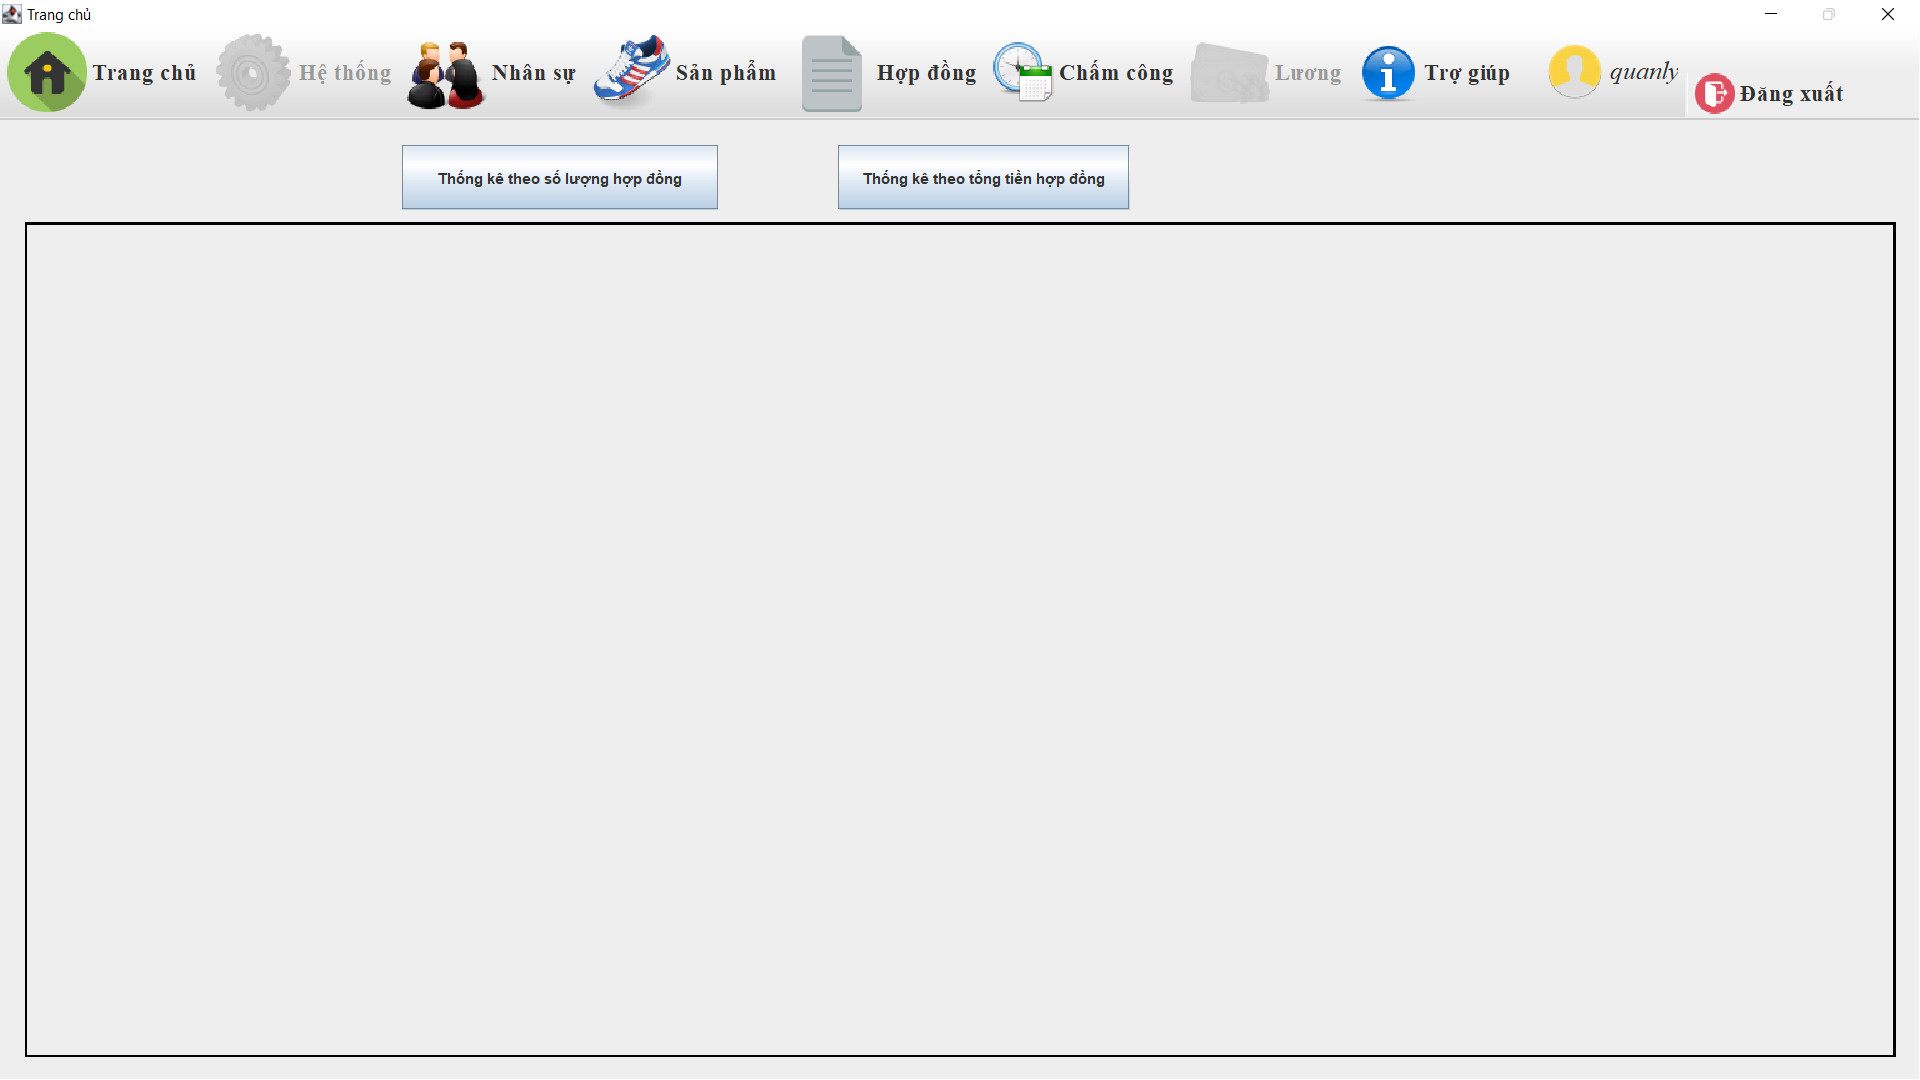 Trang chủ
Trang chủ Hệ thống Nhân sự Sản phẩm Hợp đồng Chấm công Lương Trợ giúp quanly Đăng xuất
Thống kê theo số lượng hợp đồng Thống kê theo tổng tiền hợp đồng